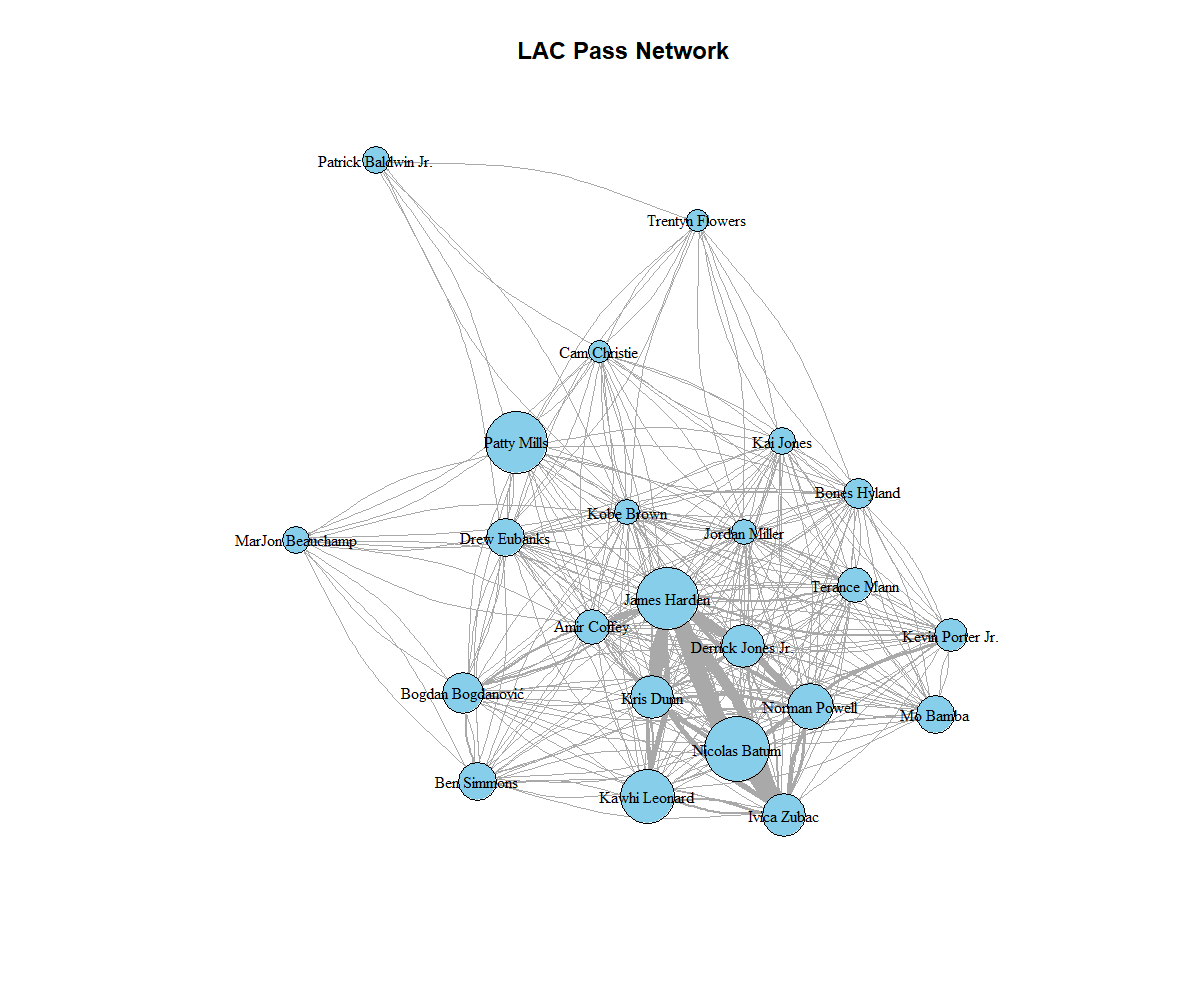 LAC Pass Network
Patrick Baldwin Jr.
Trentyn Flowers
Cam Christie
Patty Mills
Kai Jones
Bones Hyland
Kobe Brown
Jordan Miller
MarJon Beauchamp
Drew Eubanks
Terance Mann
James Harden
Amir Coffey
Kevin Porter Jr.
Derrick Jones Jr.
Bogdan Bogdanović
Kris Dunn
Norman Powell
Mo Bamba
Nicolas Batum
Ben Simmons
Kawhi Leonard
Ivica Zubac